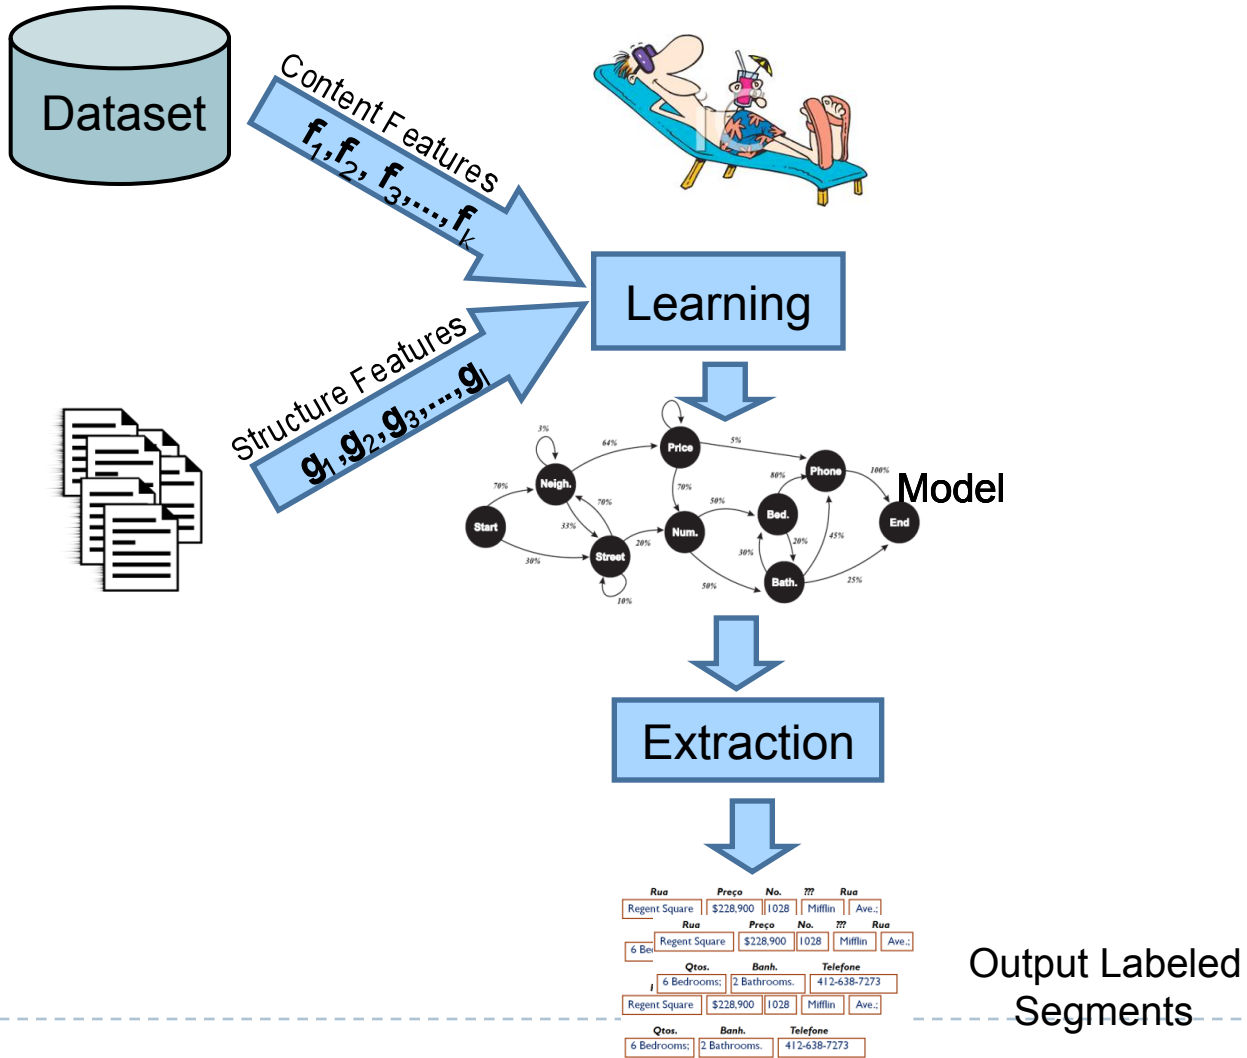 Dataset
Content Features
f1,f2, f3,...,fk
Learning
Structure Features
g1,g2,g3,...,gl
Model
Start
Neigh.
Street
Price
Num.
Bed.
Bath.
Phone
End
70%
30%
3%
64%
33%
70%
10%
20%
5%
70%
50%
50%
80%
20%
30%
45%
25%
100%
Extraction
Rua Preço No. ??? Rua
Regent Square $228,900 1028 Mifflin Ave.;
Rua Preço No. ??? Rua
Regent Square $228,900 1028 Mifflin Ave.;
6 Be
Qtos. Banh. Telefone
6 Bedrooms; 2 Bathrooms. 412-638-7273
Regent Square $228,900 1028 Mifflin Ave.;
Qtos. Banh. Telefone
6 Bedrooms; 2 Bathrooms. 412-638-7273
Output Labeled
Segments